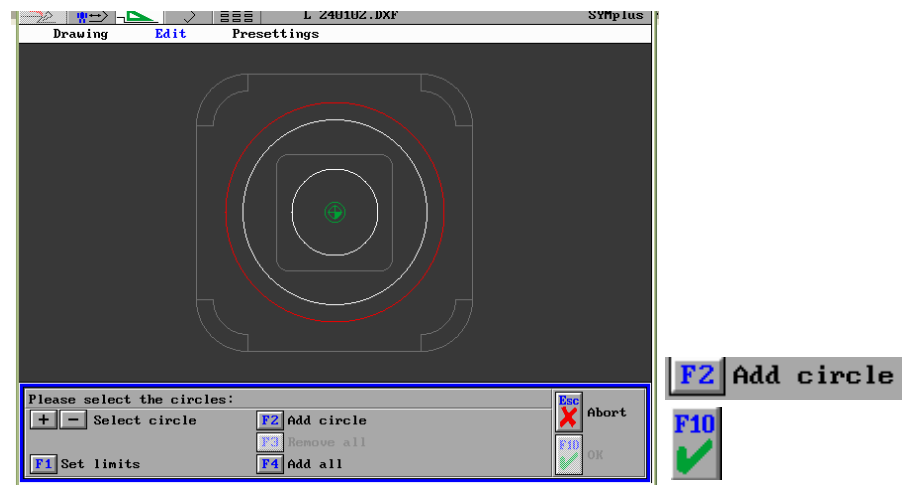 L 240102.DXF SYMplus
Drawing Edit Presettings
Please select the circles:
+ - Select circle F2 Add circle Esc Abort
F3 Remove all
F1 Set limits F4 Add all F10 OK
F2 Add circle
F10